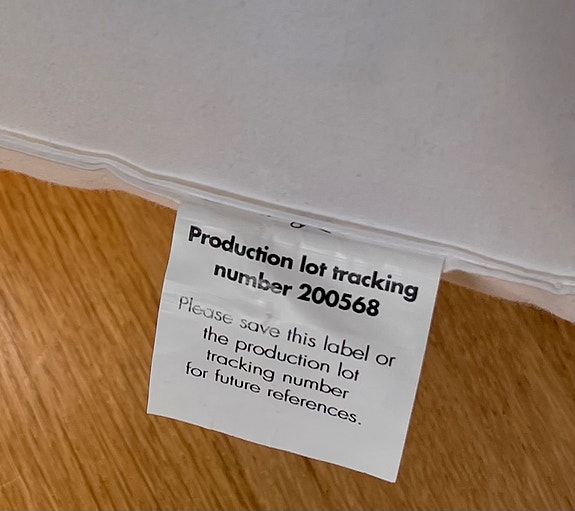 Production lot tracking
number 200568
Please save this label or
the production lot
tracking number
for future references.